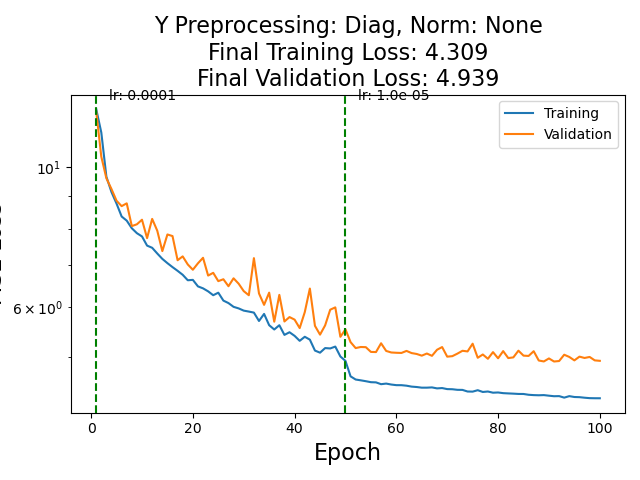 Y Preprocessing: Diag, Norm: None
Final Training Loss: 4.309
Final Validation Loss: 4.939
lr: 0.0001
lr: 1.0e-05
Training
Validation
10¹
6 × 10⁰
0
20
40
60
80
100
Epoch